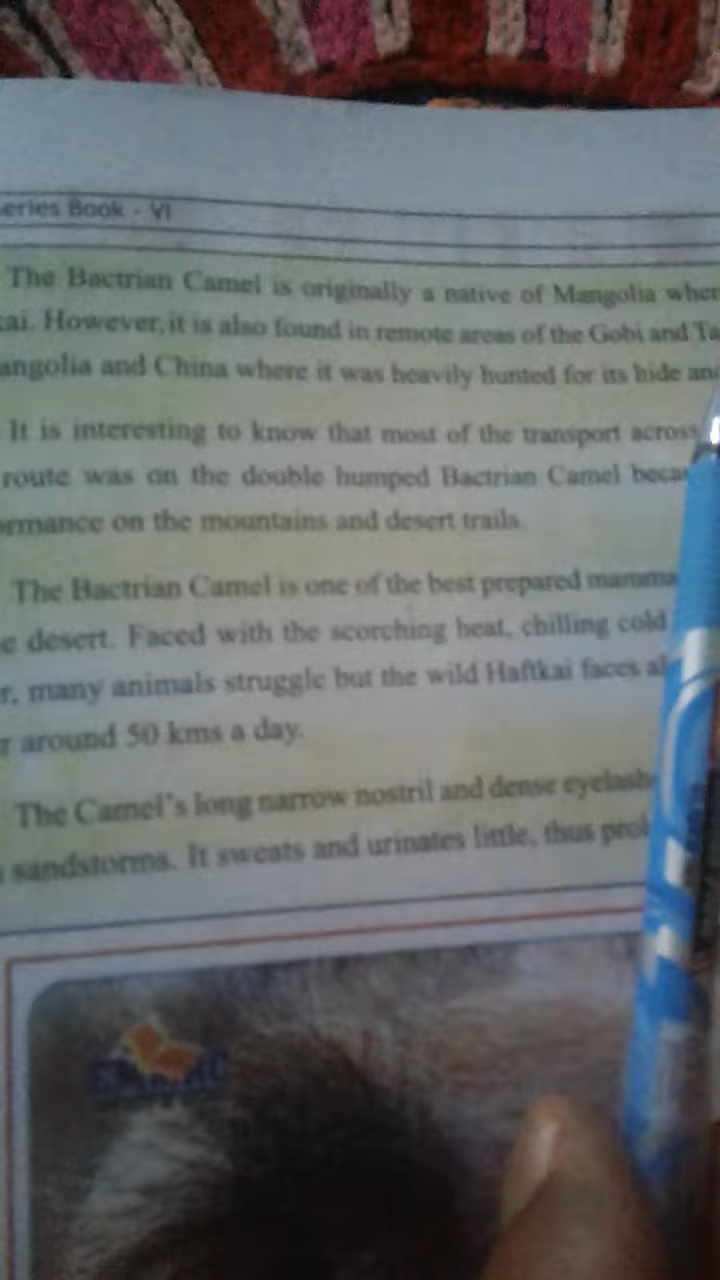 eries Book - VI
The Bactrian Camel is originally a native of Mangolia wher
kai. However, it is also found in remote areas of the Gobi and Ta
angolia and China where it was heavily hunted for its hide and
It is interesting to know that most of the transport across
route was on the double humped Bactrian Camel beca
ormance on the mountains and desert trails.
The Bactrian Camel is one of the best prepared mamma
e desert. Faced with the scorching heat, chilling cold
r, many animals struggle but the wild Haftkai faces al
r around 50 kms a day.
The Camel's long narrow nostril and dense eyelash
sandstorms. It sweats and urinates little, thus prol